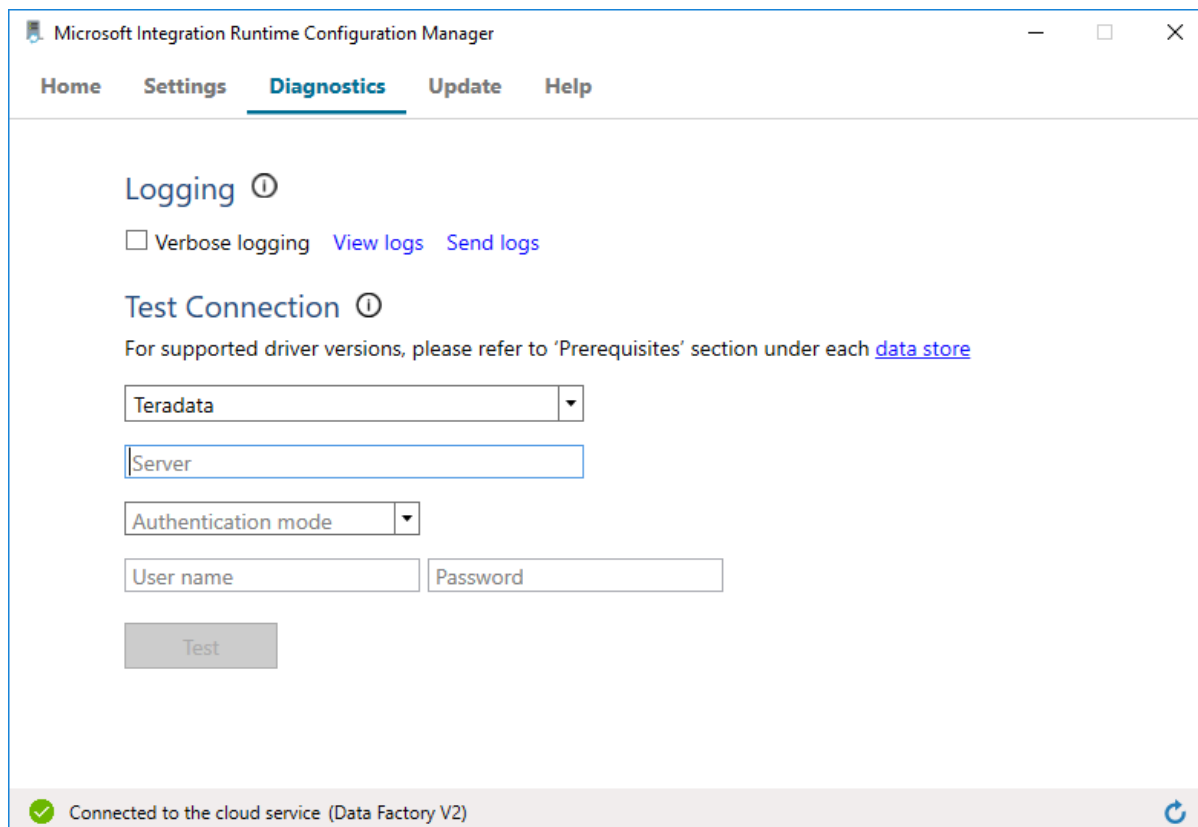 Microsoft Integration Runtime Configuration Manager
Home Settings Diagnostics Update Help
Logging
Verbose logging View logs Send logs
Test Connection
For supported driver versions, please refer to ‘Prerequisites’ section under each data store
Teradata
Server
Authentication mode
User name Password
Test
Connected to the cloud service (Data Factory V2)